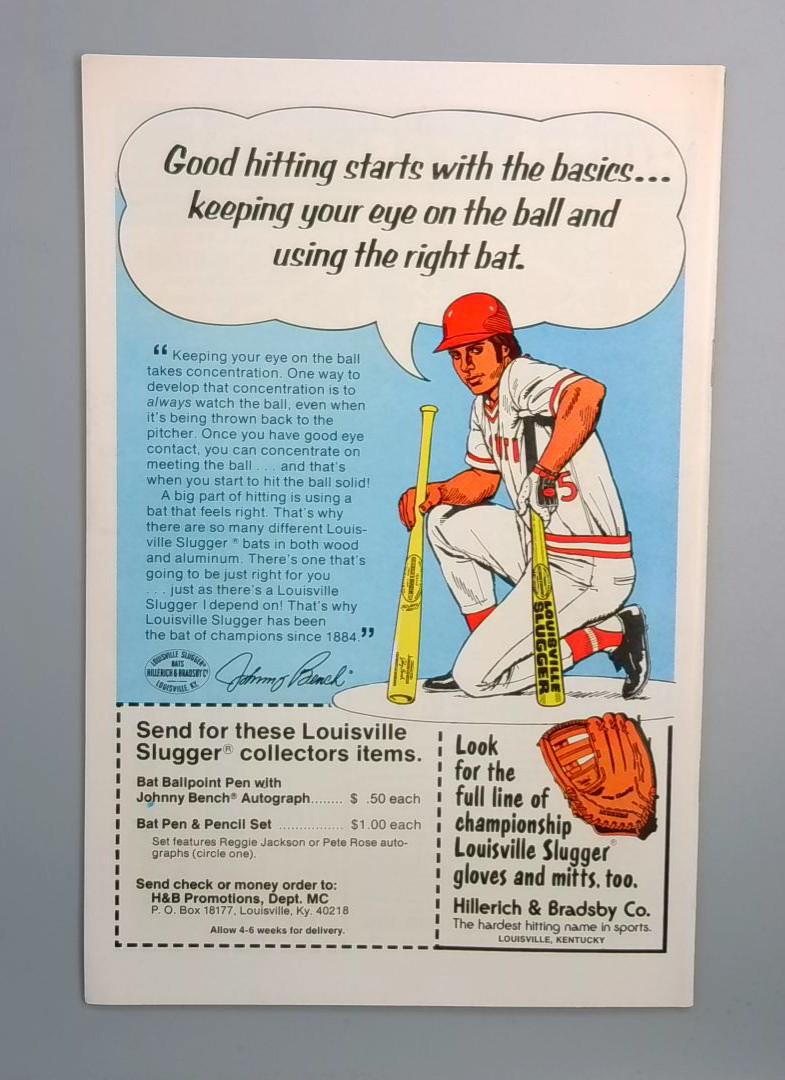 Good hitting starts with the basics...
keeping your eye on the ball and
using the right bat.
“ Keeping your eye on the ball
takes concentration. One way to
develop that concentration is to
always watch the ball, even when
it's being thrown back to the
pitcher. Once you have good eye
contact, you can concentrate on
meeting the ball . . . and that's
when you start to hit the ball solid!
A big part of hitting is using a
bat that feels right. That's why
there are so many different Louis-
ville Slugger ® bats in both wood
and aluminum. There's one that's
going to be just right for you
. . . just as there's a Louisville
Slugger I depend on! That's why
Louisville Slugger has been
the bat of champions since 1884.”
LOUISVILLE SLUGGER®
BATS
HILLERICH & BRADSBY Co
LOUISVILLE, KY.
Johnny Bench®
5
LOUISVILLE
SLUGGER
Send for these Louisville
Slugger® collectors items.
Bat Ballpoint Pen with
Johnny Bench® Autograph....... $ .50 each
Bat Pen & Pencil Set ................ $1.00 each
Set features Reggie Jackson or Pete Rose auto-
graphs (circle one).
Send check or money order to:
H&B Promotions, Dept. MC
P. O. Box 18177, Louisville, Ky. 40218
Allow 4-6 weeks for delivery.
Look
for the
full line of
championship
Louisville Slugger®
gloves and mitts, too.
Hillerich & Bradsby Co.
The hardest hitting name in sports.
LOUISVILLE, KENTUCKY